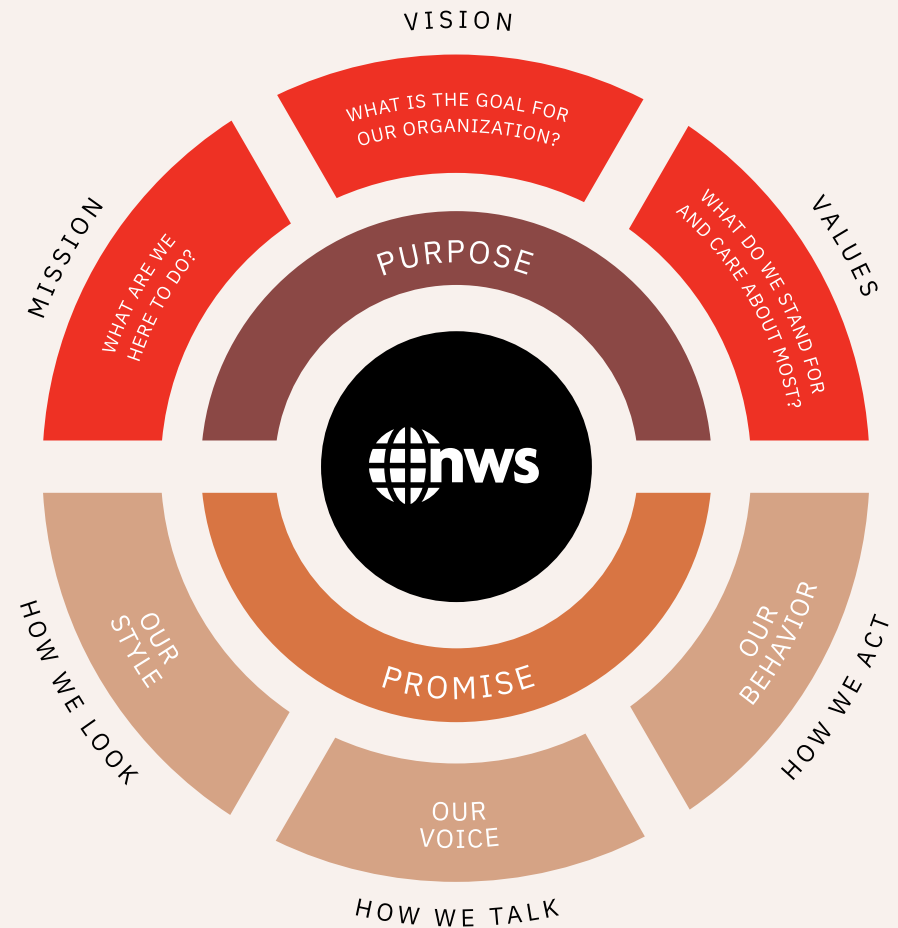 VISION
WHAT IS THE GOAL FOR
OUR ORGANIZATION?
MISSION
WHAT ARE WE
HERE TO DO?
VALUES
WHAT DO WE STAND FOR
AND CARE ABOUT MOST?
PURPOSE
nws
PROMISE
HOW WE LOOK
OUR
STYLE
HOW WE TALK
OUR
VOICE
HOW WE ACT
OUR
BEHAVIOR